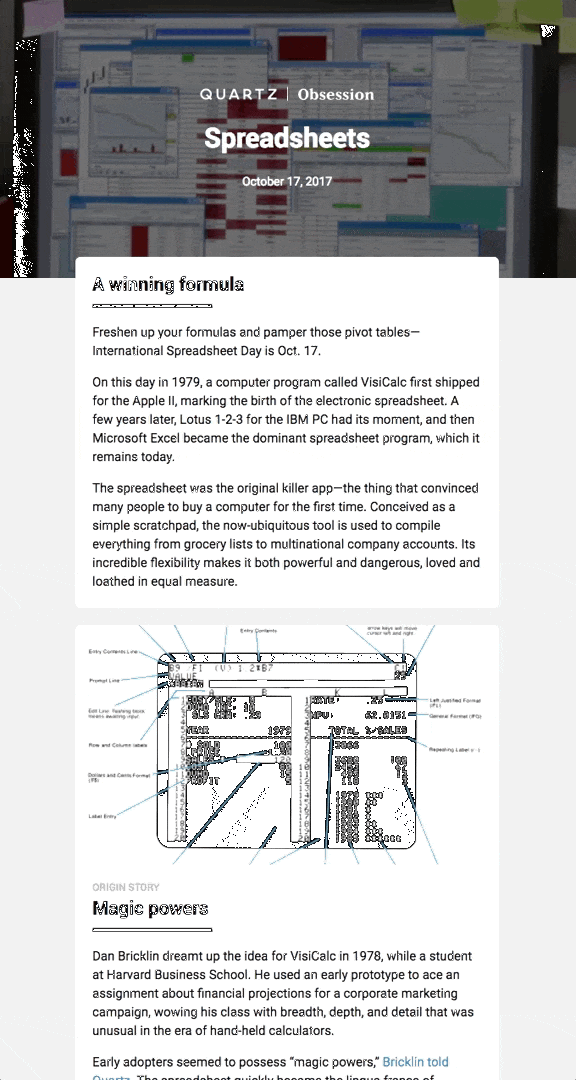 QUARTZ | Obsession
Spreadsheets
October 17, 2017
A winning formula
Freshen up your formulas and pamper those pivot tables—
International Spreadsheet Day is Oct. 17.
On this day in 1979, a computer program called VisiCalc first shipped
for the Apple II, marking the birth of the electronic spreadsheet. A
few years later, Lotus 1-2-3 for the IBM PC had its moment, and then
Microsoft Excel became the dominant spreadsheet program, which it
remains today.
The spreadsheet was the original killer app—the thing that convinced
many people to buy a computer for the first time. Conceived as a
simple scratchpad, the now-ubiquitous tool is used to compile
everything from grocery lists to multinational company accounts. Its
incredible flexibility makes it both powerful and dangerous, loved and
loathed in equal measure.
Entry Contents
Arrow keys will move
cursor left and right
Entry Contents Line
Prompt Line
Edit Line
Row and Column labels
Dollars and Cents Format
Label Entry
Left Justified Format
General Format
Repeating Label
VALUE
A B K L
YEAR 1979 TOTAL %/SALES
ORIGIN STORY
Magic powers
Dan Bricklin dreamt up the idea for VisiCalc in 1978, while a student
at Harvard Business School. He used an early prototype to ace an
assignment about financial projections for a corporate marketing
campaign, wowing his class with breadth, depth, and detail that was
unusual in the era of hand-held calculators.
Early adopters seemed to possess “magic powers,” Bricklin told
Quartz. The spreadsheet quickly became the lingua franca of